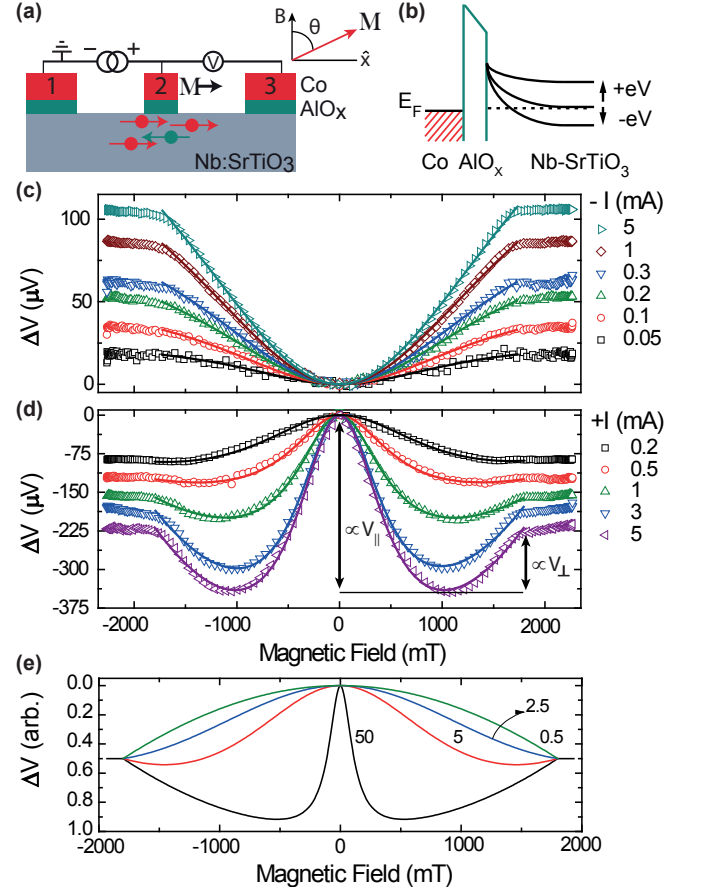 (a)
B
θ
M
x̂
− +
V
1 2 M 3 Co
AlOx
Nb:SrTiO3
(b)
EF
+eV
-eV
Co AlOx Nb-SrTiO3
(c)
- I (mA)
5
1
0.3
0.2
0.1
0.05
100
50
0
ΔV (μV)
(d)
+I (mA)
0.2
0.5
1
3
5
0
-75
-150
-225
-300
-375
ΔV (μV)
∝V∥
∝V⊥
-2000 -1000 0 1000 2000
Magnetic Field (mT)
(e)
0.0
0.2
0.4
0.6
0.8
1.0
ΔV (arb.)
50 5 2.5 0.5
-2000 -1000 0 1000 2000
Magnetic Field (mT)